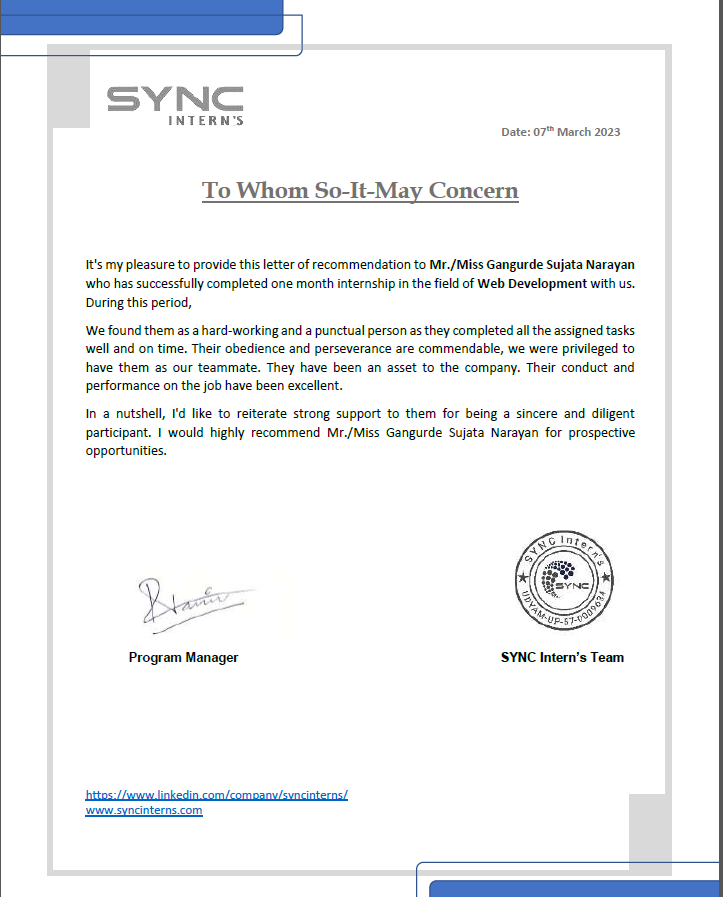 SYNC
INTERN'S
Date: 07th March 2023
To Whom So-It-May Concern
It's my pleasure to provide this letter of recommendation to Mr./Miss Gangurde Sujata Narayan
who has successfully completed one month internship in the field of Web Development with us.
During this period,
We found them as a hard-working and a punctual person as they completed all the assigned tasks
well and on time. Their obedience and perseverance are commendable, we were privileged to
have them as our teammate. They have been an asset to the company. Their conduct and
performance on the job have been excellent.
In a nutshell, I'd like to reiterate strong support to them for being a sincere and diligent
participant. I would highly recommend Mr./Miss Gangurde Sujata Narayan for prospective
opportunities.
SYNC Intern's
SYNC
UDYAM-UP-57-0009634
Program Manager
SYNC Intern's Team
https://www.linkedin.com/company/syncinterns/
www.syncinterns.com